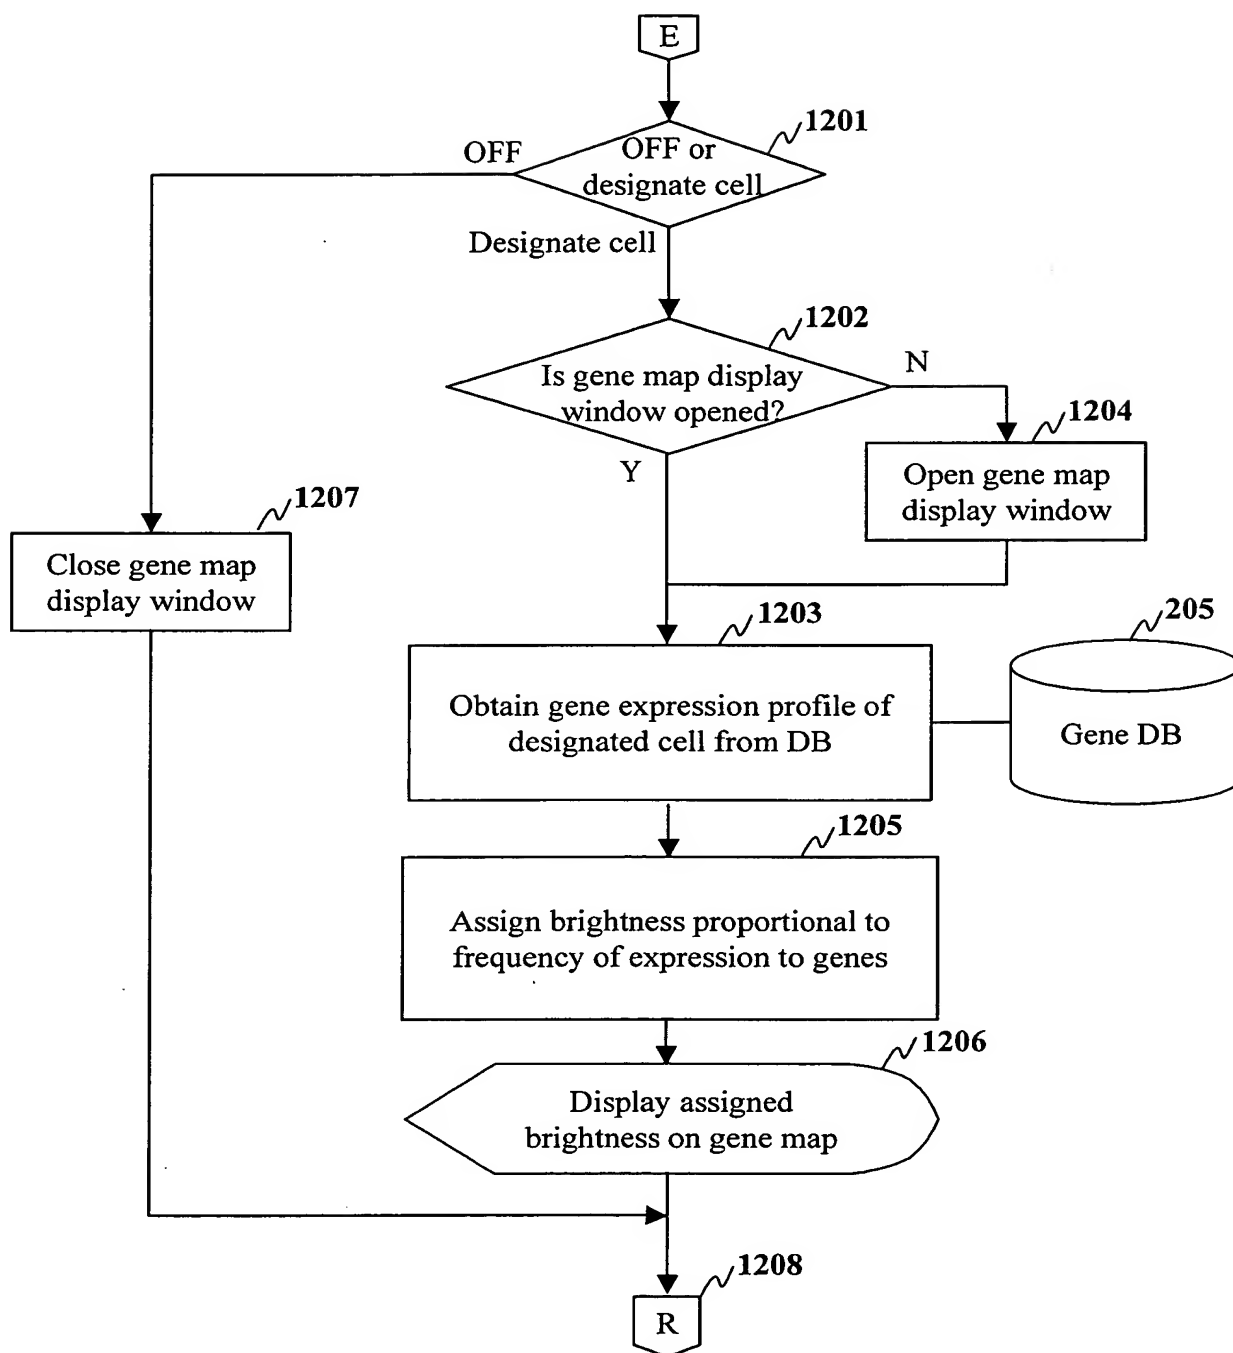 E
1201
OFF
OFF or
designate cell
Designate cell
1202
Is gene map display
window opened?
N
Y
1204
Open gene map
display window
1207
Close gene map
display window
1203
Obtain gene expression profile of
designated cell from DB
205
Gene DB
1205
Assign brightness proportional to
frequency of expression to genes
1206
Display assigned
brightness on gene map
1208
R